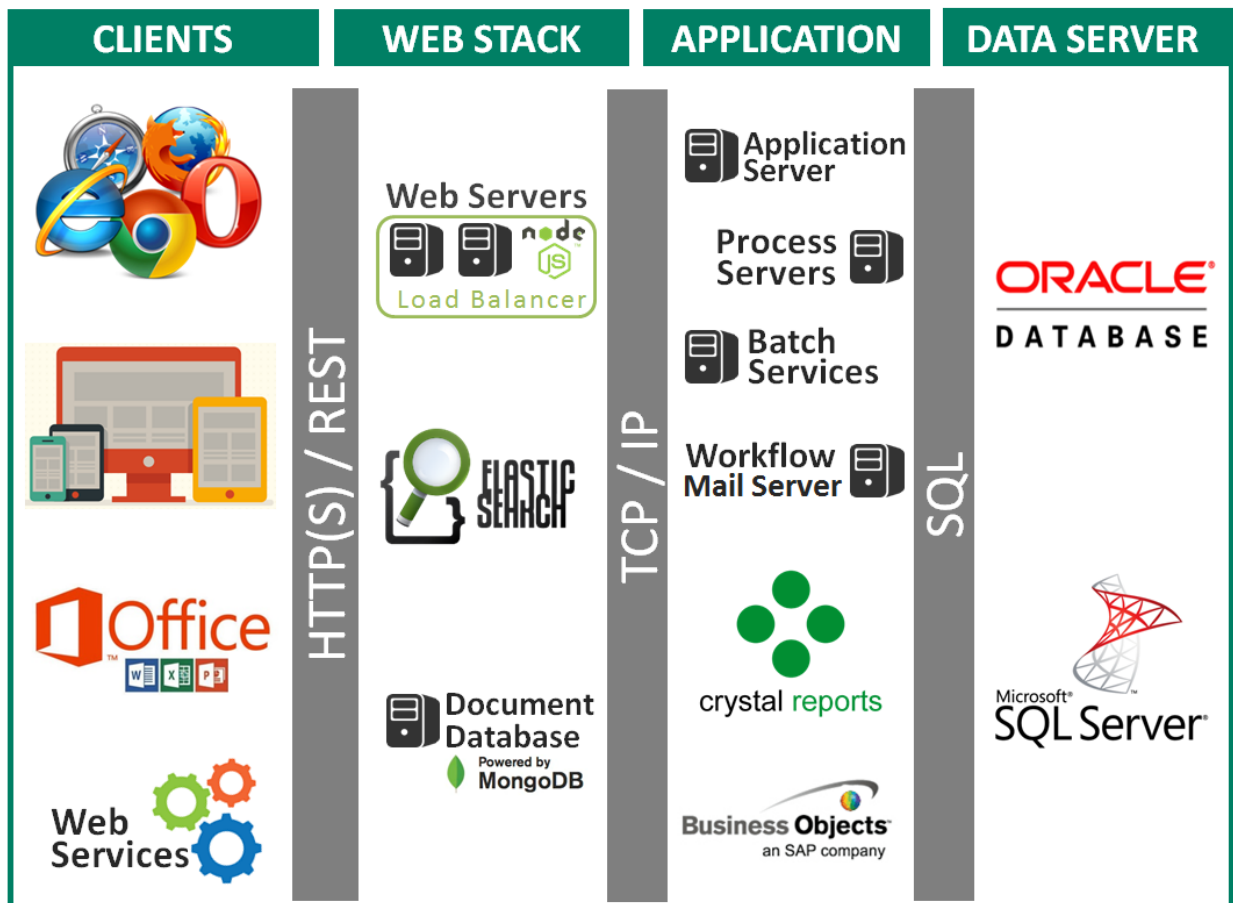 CLIENTS
WEB STACK
APPLICATION
DATA SERVER
Office
TM
W X P
Web
Services
HTTP(S) / REST
Web Servers
node
JS
Load Balancer
ELASTIC
SEARCH
Document
Database
Powered by
MongoDB
TCP / IP
Application
Server
Process
Servers
Batch
Services
Workflow
Mail Server
crystal reports
Business Objects™
an SAP company
SQL
ORACLE®
DATABASE
Microsoft®
SQL Server®